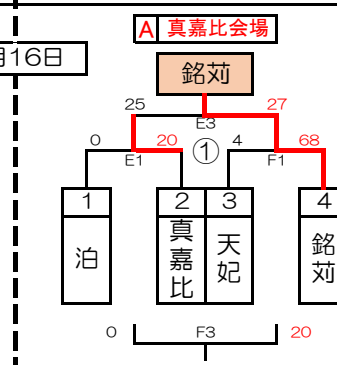 A 真嘉比会場
月16日
銘苅
25 27
E3
0 20 ① 4 68
E1 F1
1 2 3 4
泊 真嘉比 天妃 銘苅
0 F3 20